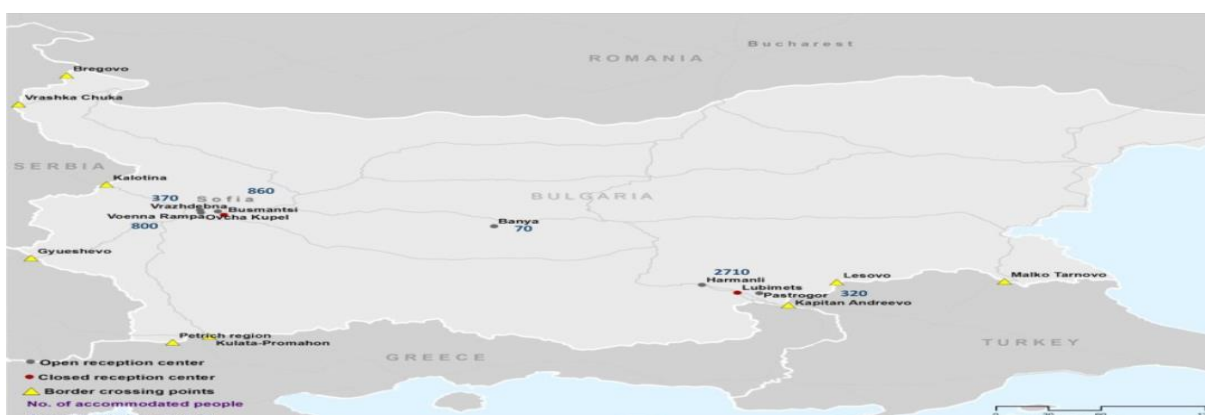 Bucharest
ROMANIA
Bregovo
Vrashka Chuka
SERBIA
Kalotina
370
860
Sofia
Vrazhdebna
Busmantsi
Voenna Rampa
Ovcha Kupel
800
BULGARIA
Banya
70
Gyueshevo
2710
Harmanli
Lubimets
Pastrogor
Lesovo
320
Kapitan Andreevo
Malko Tarnovo
Petrich region
Kulata-Promahon
GREECE
TURKEY
Open reception center
Closed reception center
Border crossing points
No. of accommodated people